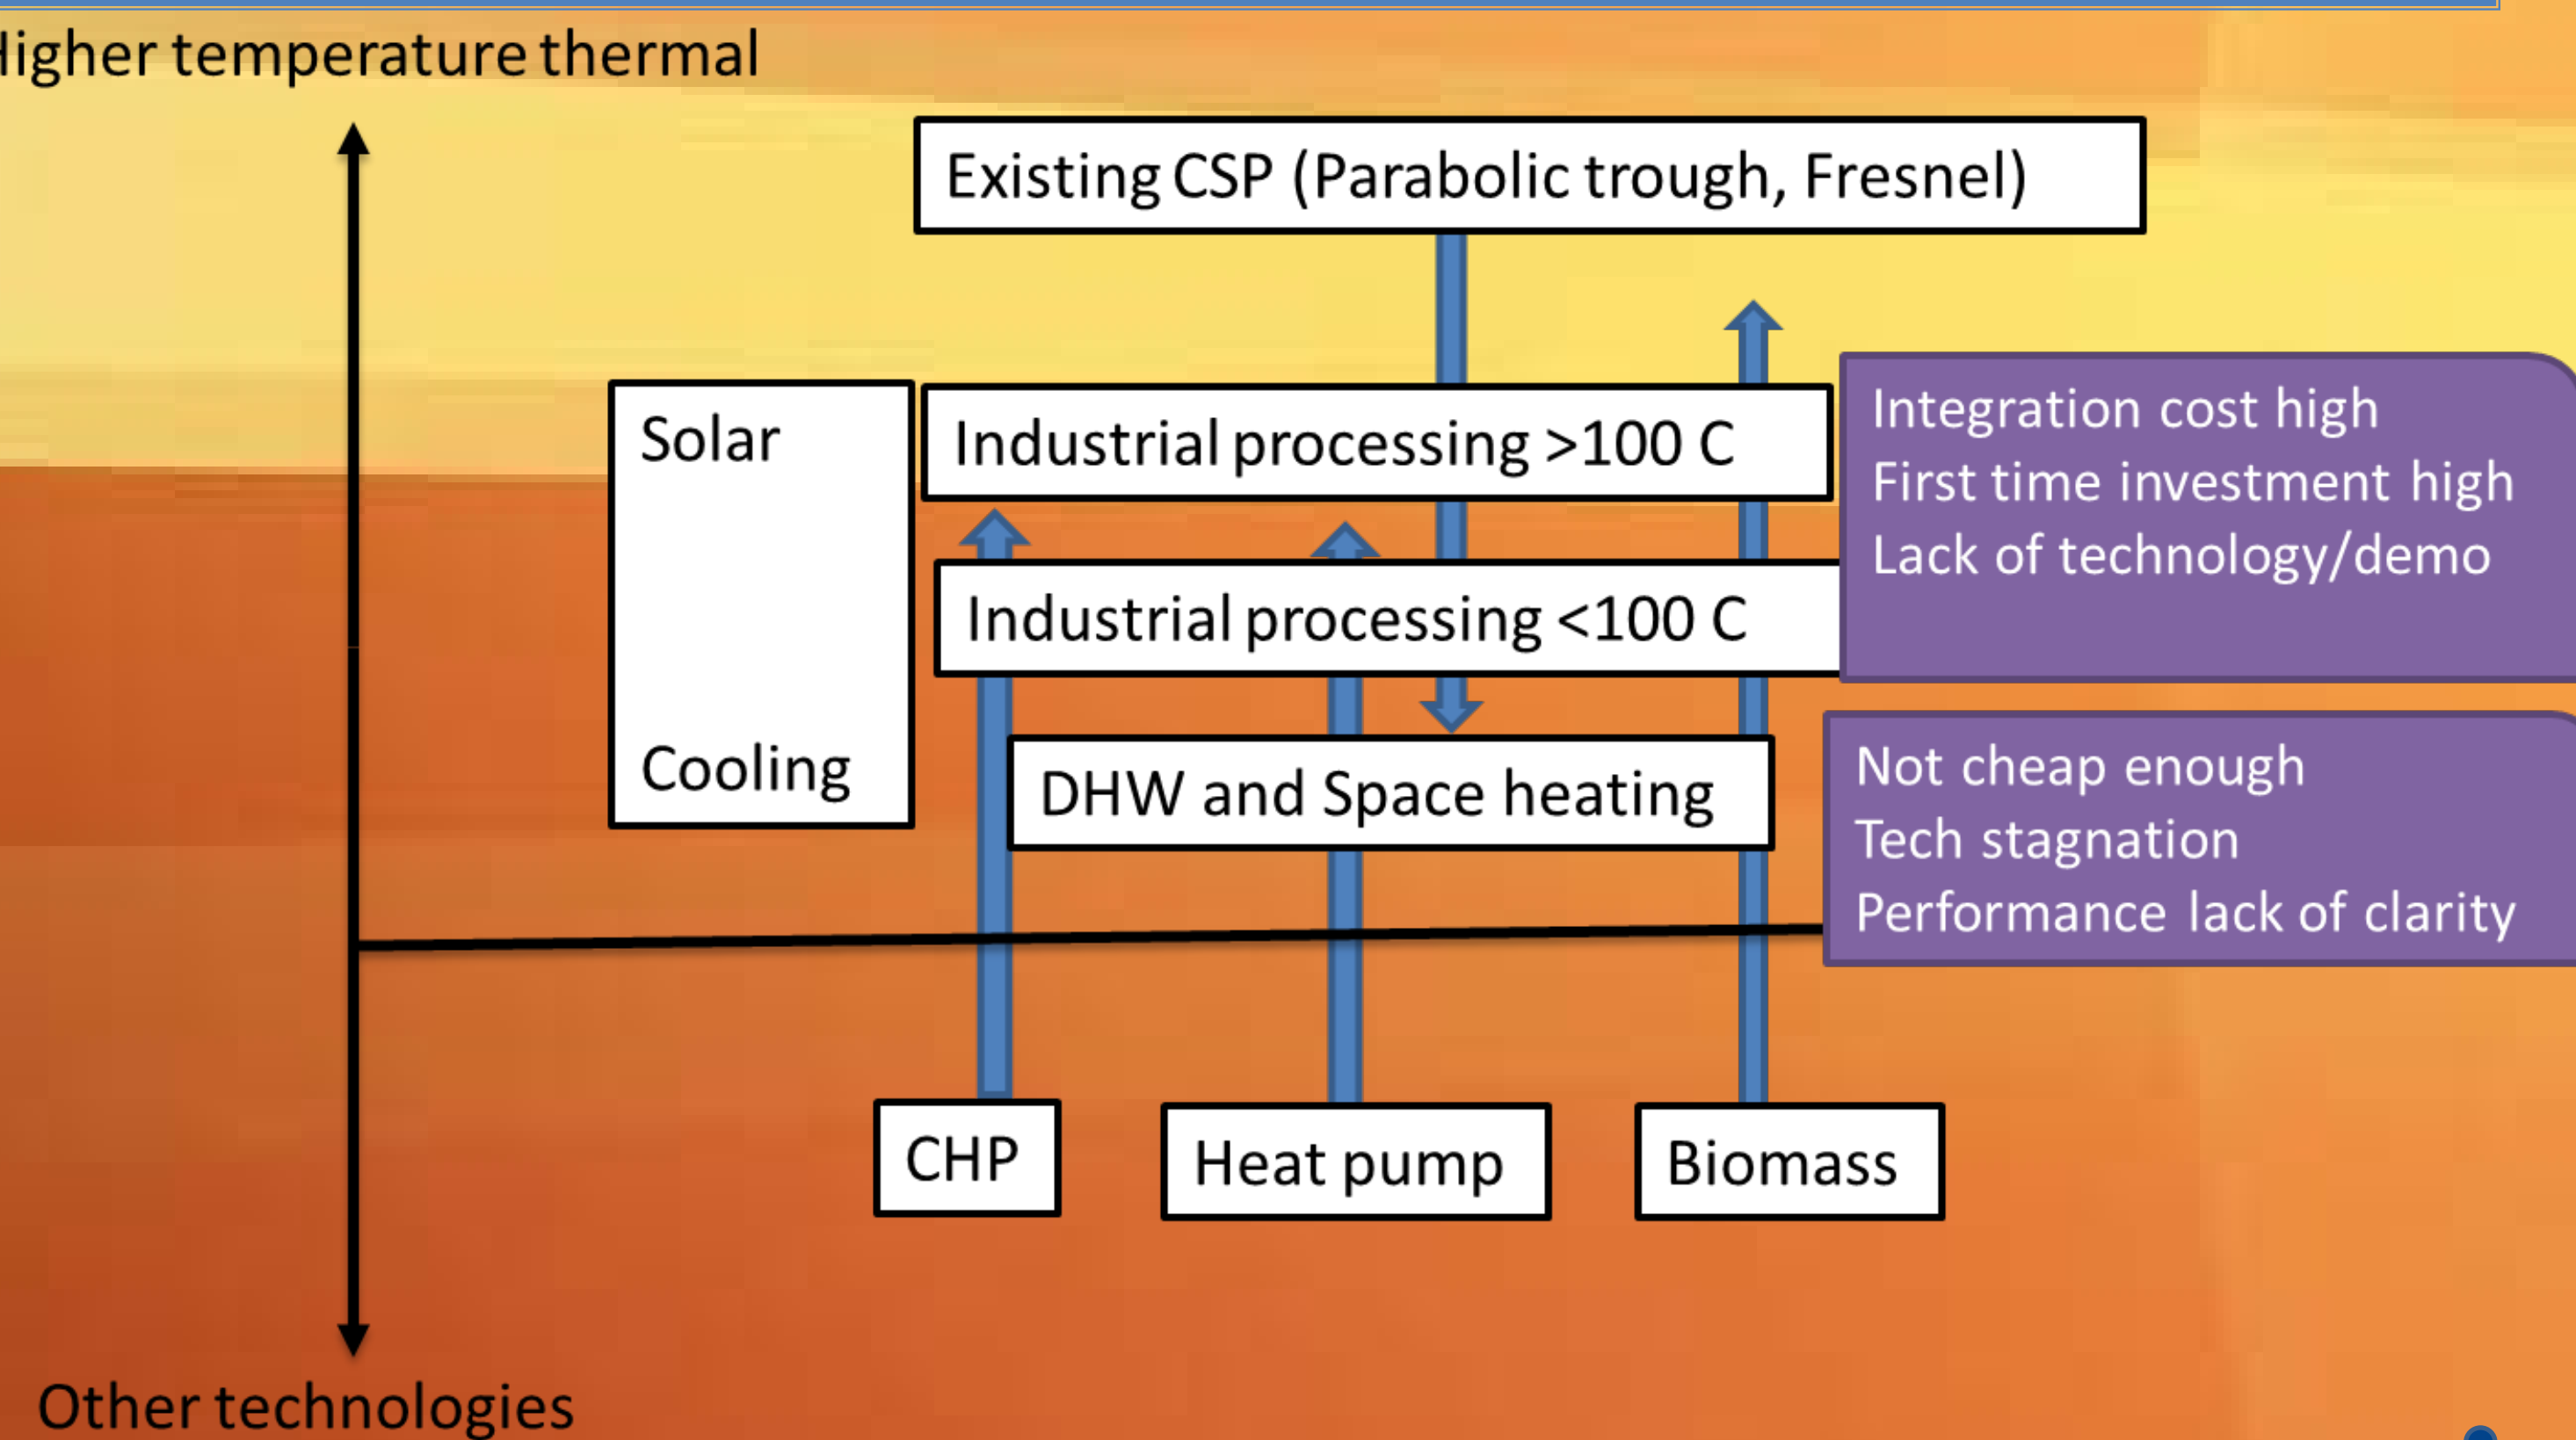 Higher temperature thermal
Existing CSP (Parabolic trough, Fresnel)
Solar
Cooling
Industrial processing >100 C
Integration cost high
First time investment high
Lack of technology/demo
Industrial processing <100 C
DHW and Space heating
Not cheap enough
Tech stagnation
Performance lack of clarity
CHP
Heat pump
Biomass
Other technologies